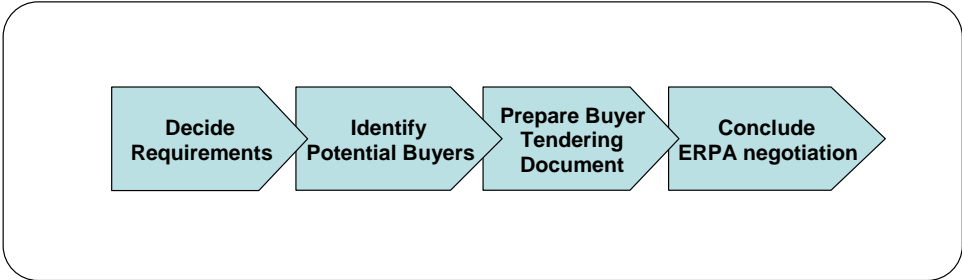 Decide
Requirements
Identify
Potential Buyers
Prepare Buyer
Tendering
Document
Conclude
ERPA negotiation